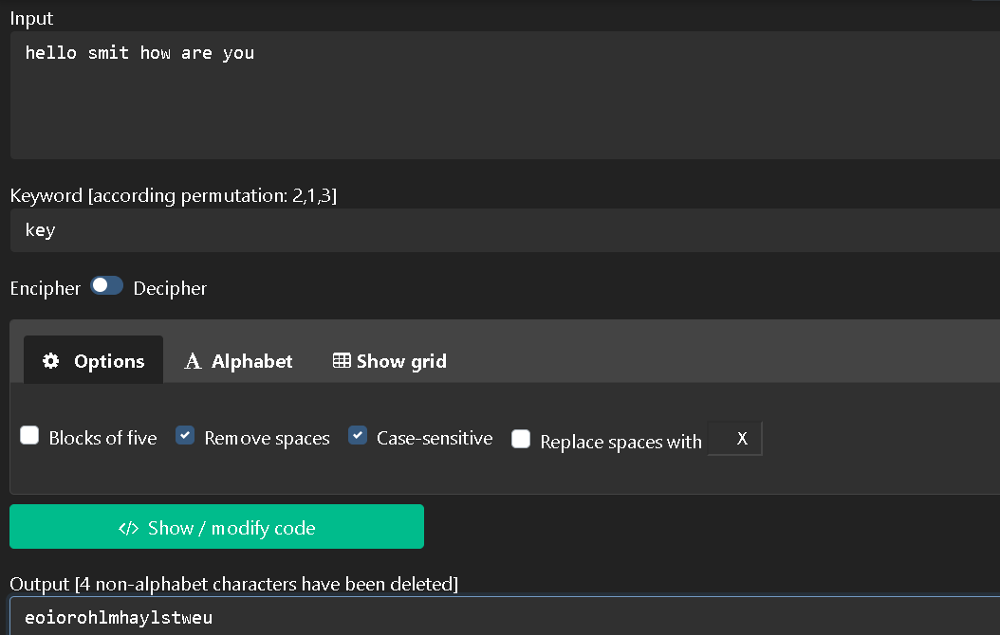 Input
hello smit how are you
Keyword [according permutation: 2,1,3]
key
Encipher Decipher
Options Alphabet Show grid
Blocks of five Remove spaces Case-sensitive Replace spaces with X
</> Show / modify code
Output [4 non-alphabet characters have been deleted]
eoiorohlmhaylstweu